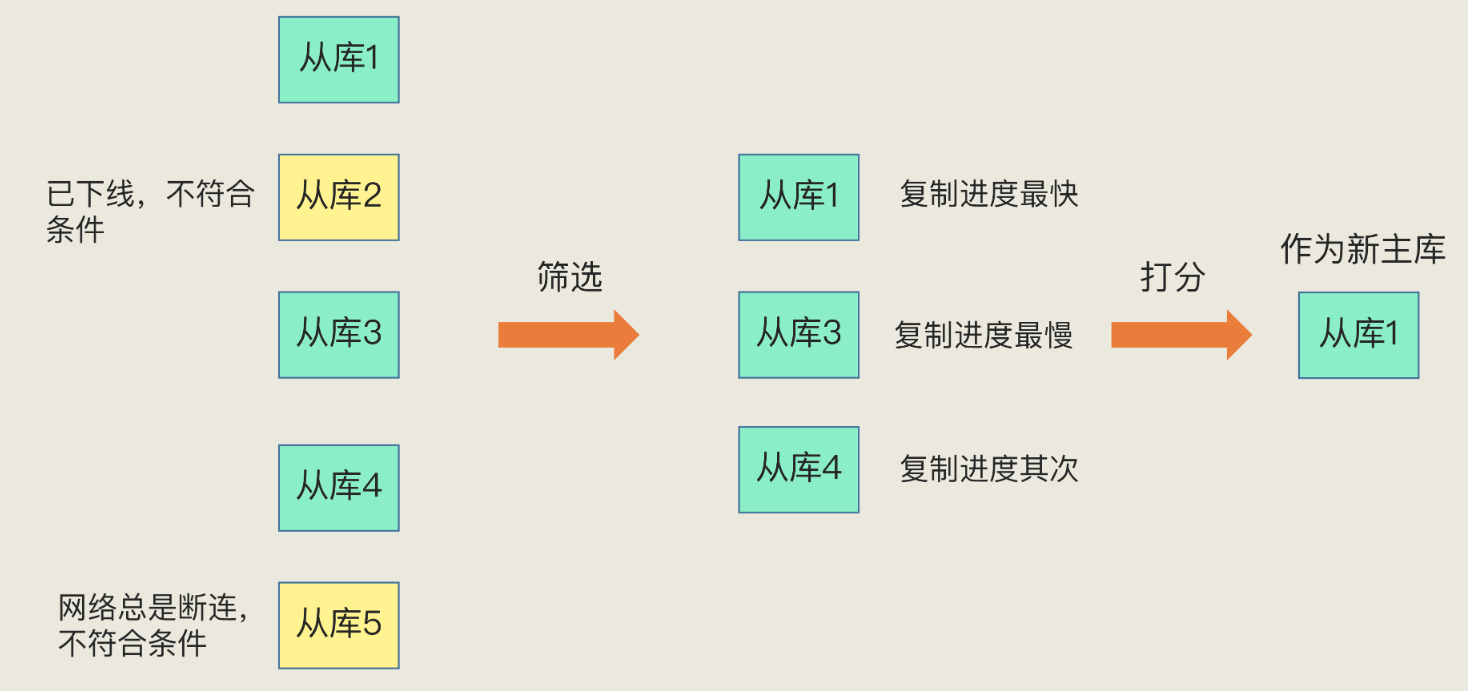 从库1
已下线，不符合
条件
从库2
从库3
从库4
网络总是断连，
不符合条件
从库5
筛选
从库1
复制进度最快
从库3
复制进度最慢
从库4
复制进度其次
打分
作为新主库
从库1